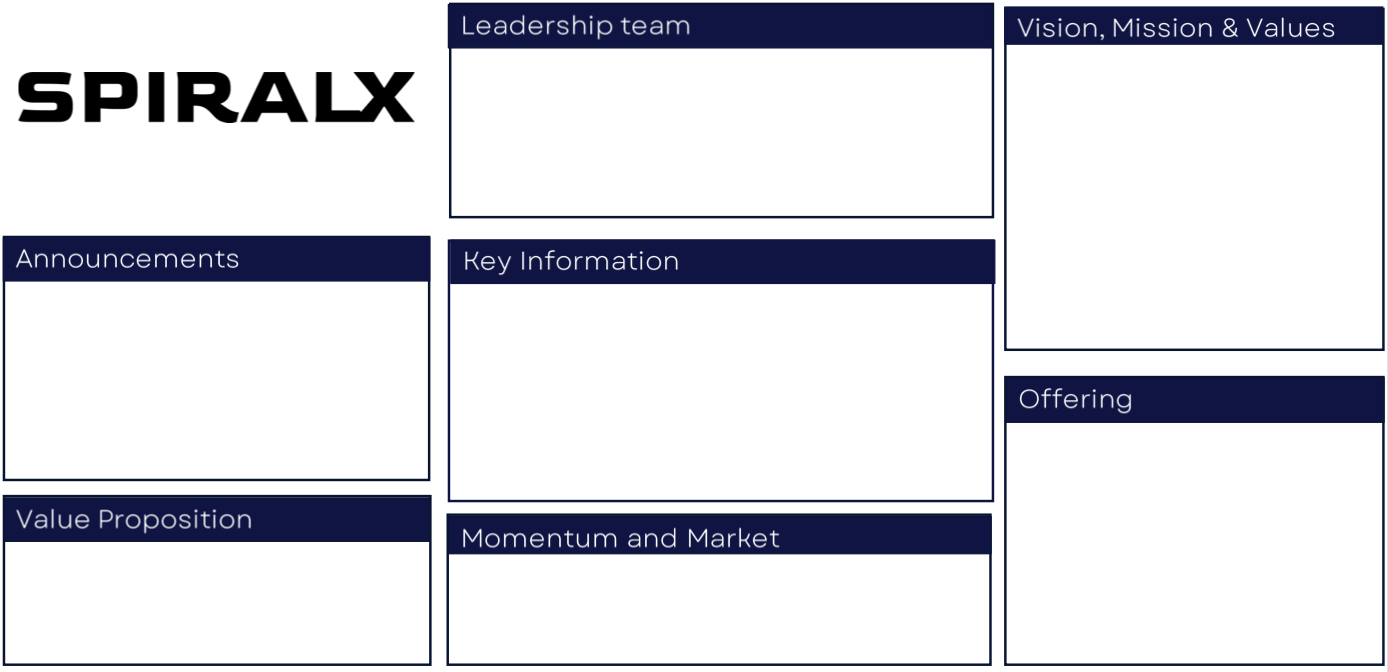 SPIRALX
Leadership team
Vision, Mission & Values
Announcements
Key Information
Offering
Value Proposition
Momentum and Market